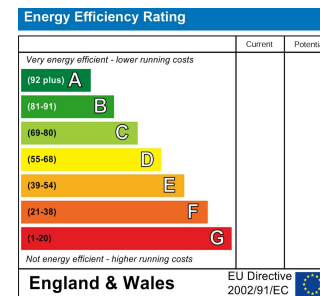 Energy Efficiency Rating
Current Potenti
Very energy efficient - lower running costs
(92 plus) A
(81-91) B
(69-80) C
(55-68) D
(39-54) E
(21-38) F
(1-20) G
Not energy efficient - higher running costs
England & Wales
EU Directive
2002/91/EC